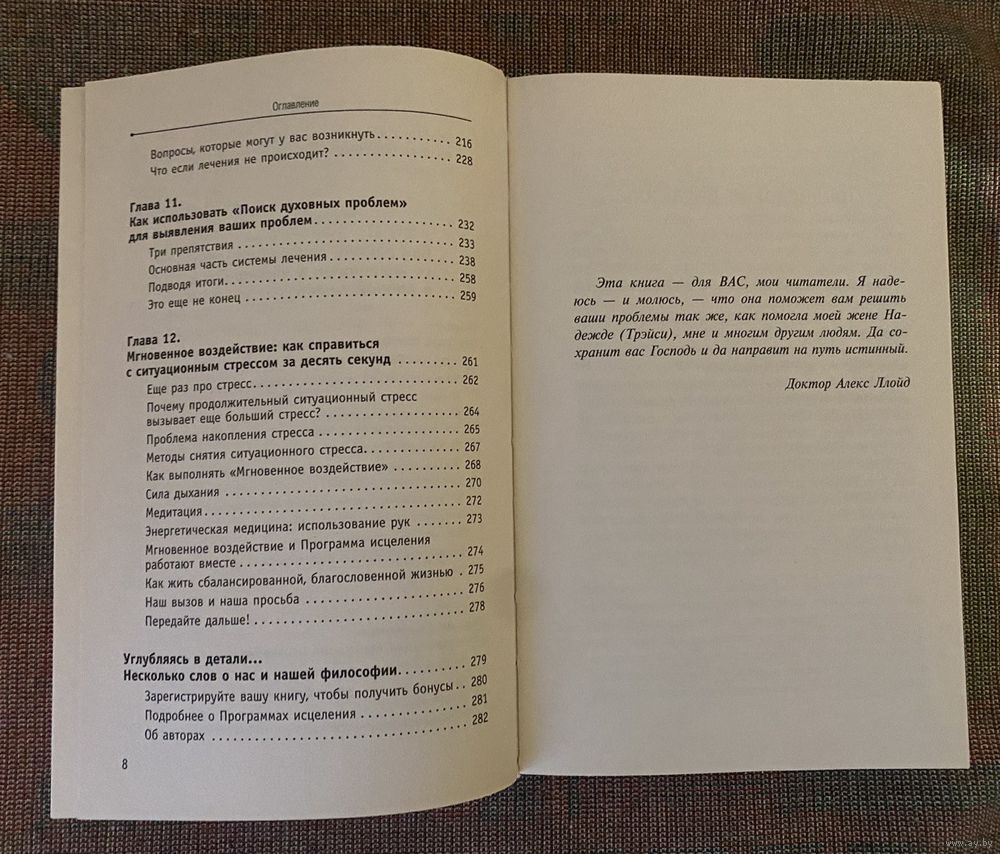 Оглавление
Вопросы, которые могут у вас возникнуть . . . . . . . . . . 216
Что если лечения не происходит? . . . . . . . . . . . . . . . . 228
Глава 11.
Как использовать «Поиск духовных проблем»
для выявления ваших проблем . . . . . . . . . . . . . . . . . . . 232
Три препятствия . . . . . . . . . . . . . . . . . . . . . . . . . . . . . 233
Основная часть системы лечения . . . . . . . . . . . . . . . . . 238
Подводя итоги . . . . . . . . . . . . . . . . . . . . . . . . . . . . . . . 258
Это еще не конец . . . . . . . . . . . . . . . . . . . . . . . . . . . . 259
Глава 12.
Мгновенное воздействие: как справиться
с ситуационным стрессом за десять секунд . . . . . . . . 261
Еще раз про стресс . . . . . . . . . . . . . . . . . . . . . . . . . . . 262
Почему продолжительный ситуационный стресс
вызывает еще больший стресс? . . . . . . . . . . . . . . . . . . 264
Проблема накопления стресса . . . . . . . . . . . . . . . . . . . 265
Методы снятия ситуационного стресса . . . . . . . . . . . . . 267
Как выполнять «Мгновенное воздействие» . . . . . . . . . 268
Сила дыхания . . . . . . . . . . . . . . . . . . . . . . . . . . . . . . . 270
Медитация . . . . . . . . . . . . . . . . . . . . . . . . . . . . . . . . . . 272
Энергетическая медицина: использование рук . . . . . . . 273
Мгновенное воздействие и Программа исцеления
работают вместе . . . . . . . . . . . . . . . . . . . . . . . . . . . . . 274
Как жить сбалансированной, благословенной жизнью . 275
Наш вызов и наша просьба . . . . . . . . . . . . . . . . . . . . . 276
Передайте дальше! . . . . . . . . . . . . . . . . . . . . . . . . . . . 278
Углубляясь в детали...
Несколько слов о нас и нашей философии . . . . . . . . . . 279
Зарегистрируйте вашу книгу, чтобы получить бонусы . . 280
Подробнее о Программах исцеления . . . . . . . . . . . . . . 281
Об авторах . . . . . . . . . . . . . . . . . . . . . . . . . . . . . . . . . 282
8
Эта книга — для ВАС, мои читатели. Я наде-
юсь — и молюсь, — что она поможет вам решить
ваши проблемы так же, как помогла моей жене На-
дежде (Трэйси), мне и многим другим людям. Да со-
хранит вас Господь и да направит на путь истинный.
Доктор Алекс Ллойд
www.ay.by